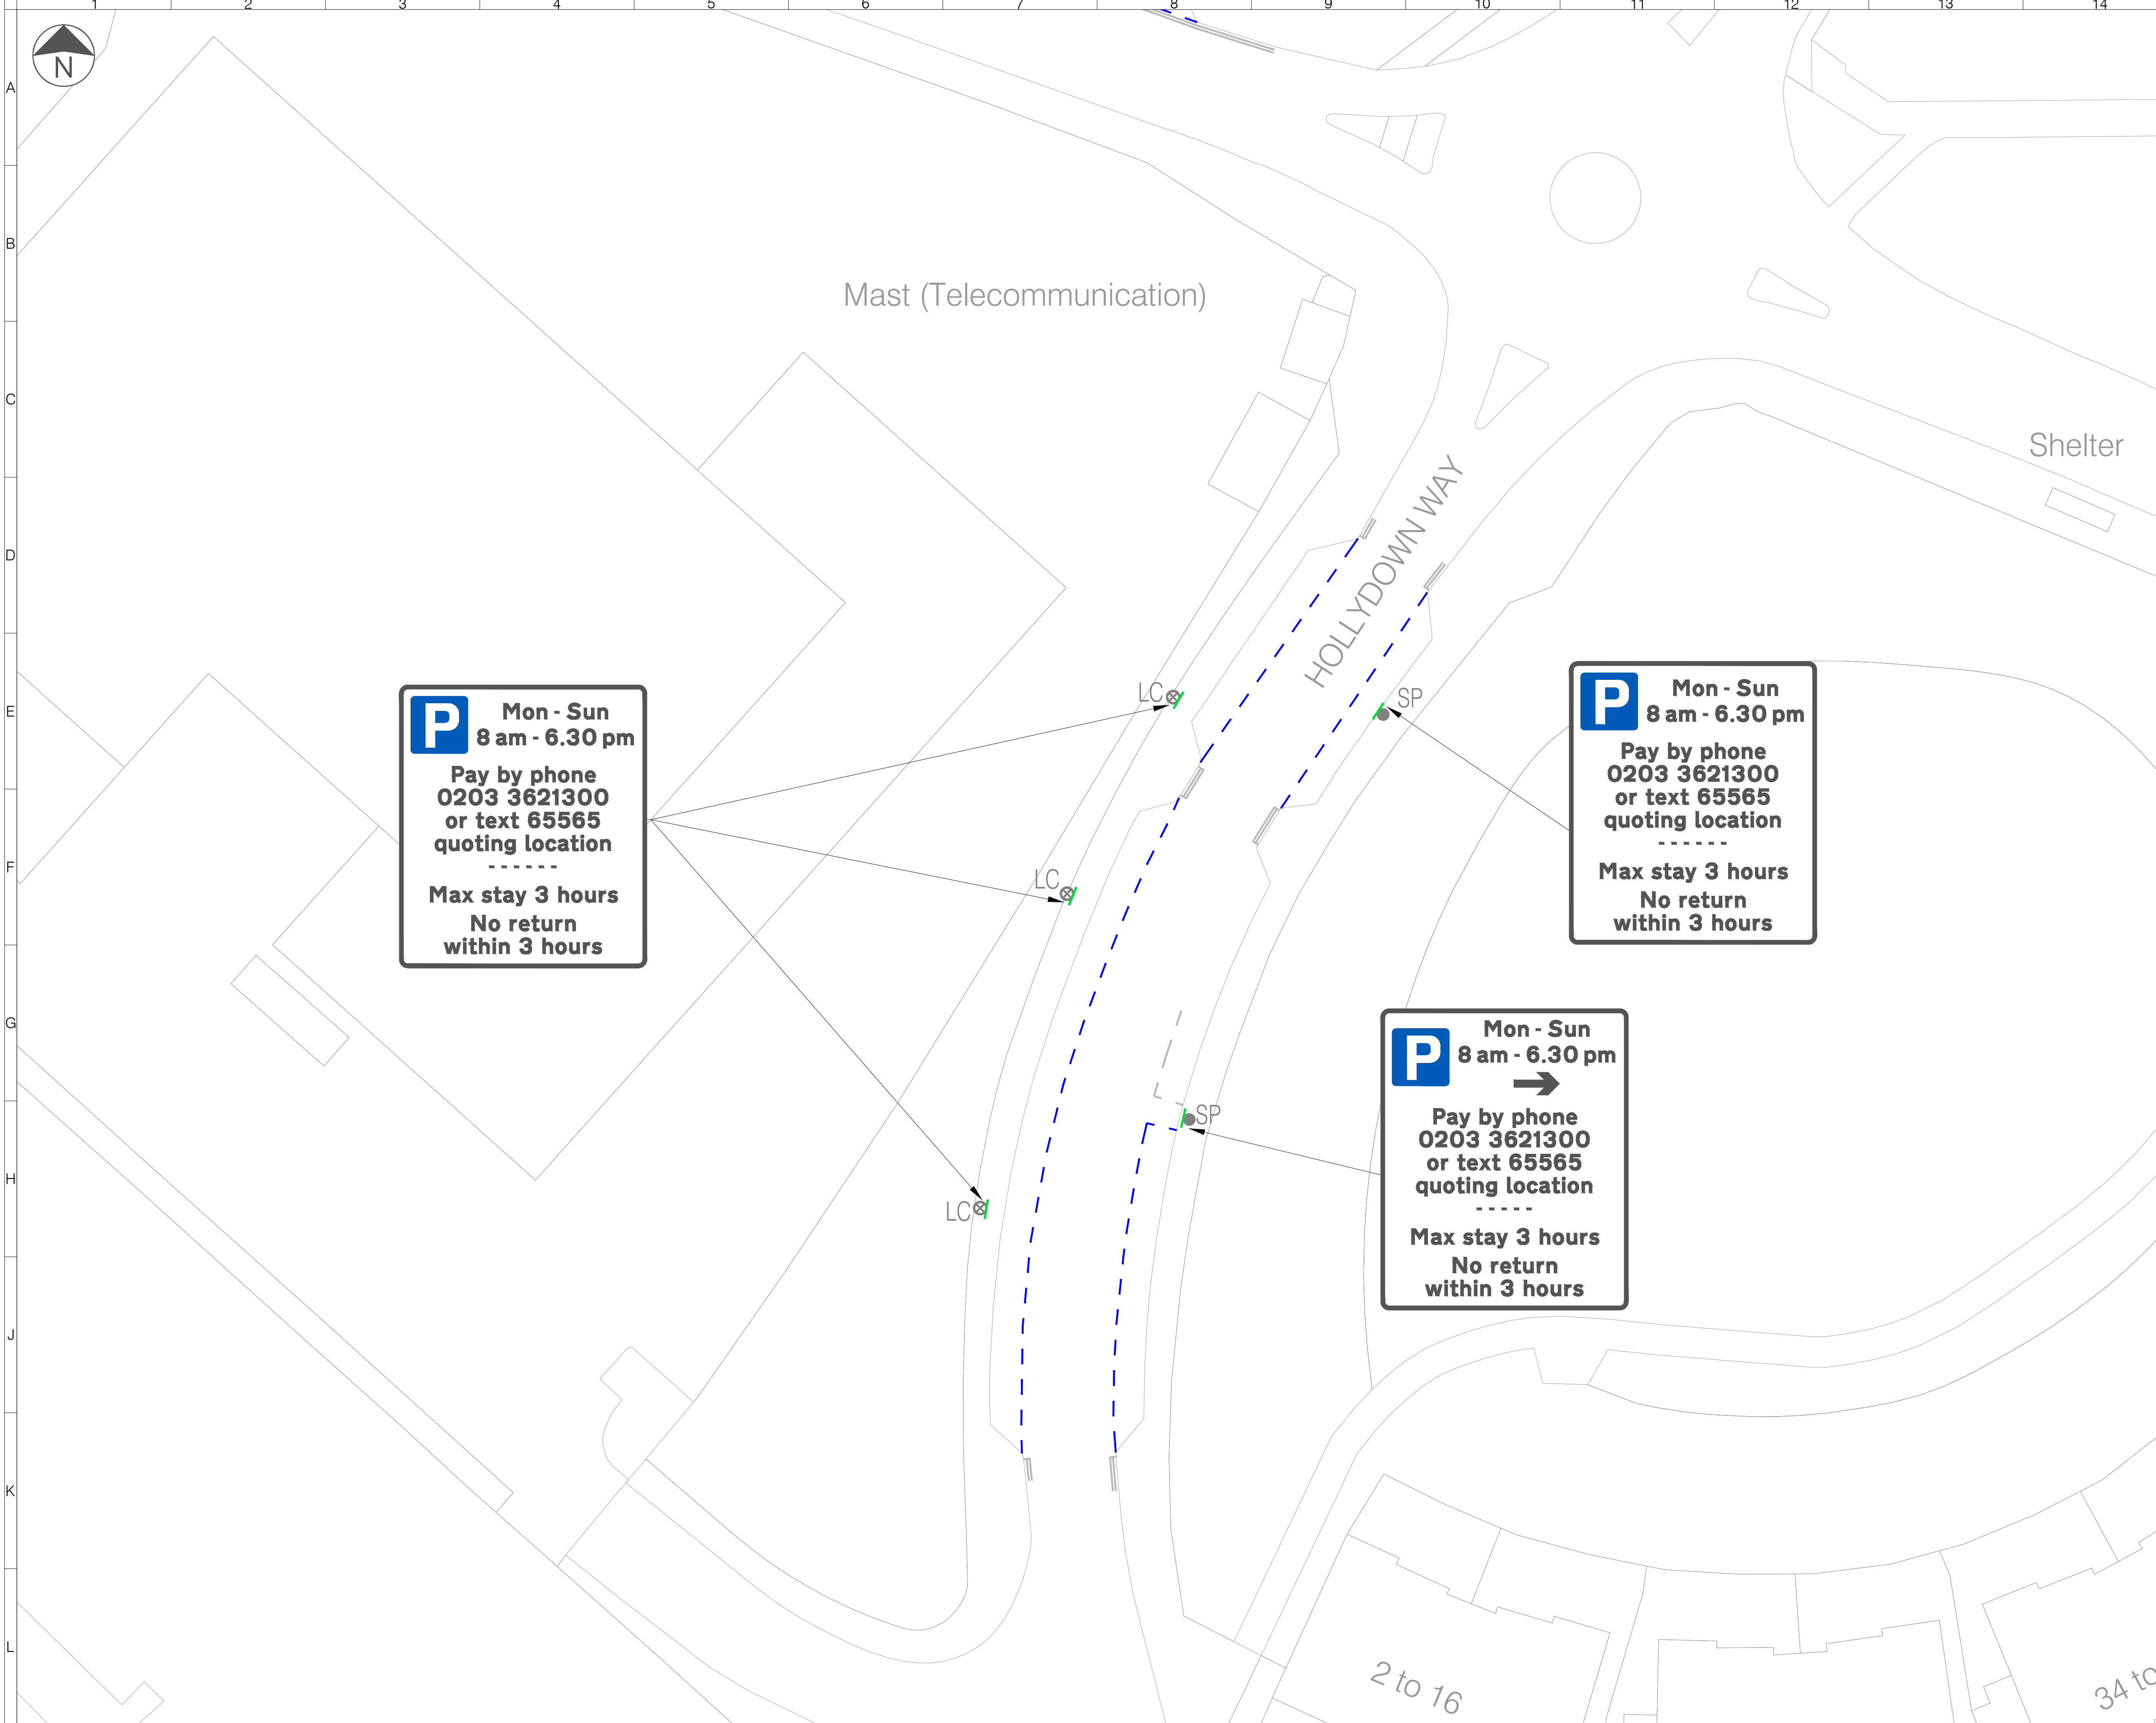 1 2 3 4 5 6 7 8 9 10 11 12 13 14
A
B
C
D
E
F
G
H
J
K
L
N
Mast (Telecommunication)
Shelter
HOLLYDOWN WAY
LC
SP
LC
SP
LC
P
Mon - Sun
8 am - 6.30 pm
Pay by phone
0203 3621300
or text 65565
quoting location
- - - - - -
Max stay 3 hours
No return
within 3 hours
P
Mon - Sun
8 am - 6.30 pm
Pay by phone
0203 3621300
or text 65565
quoting location
- - - - - -
Max stay 3 hours
No return
within 3 hours
P
Mon - Sun
8 am - 6.30 pm
➔
Pay by phone
0203 3621300
or text 65565
quoting location
- - - - -
Max stay 3 hours
No return
within 3 hours
2 to 16
34 to